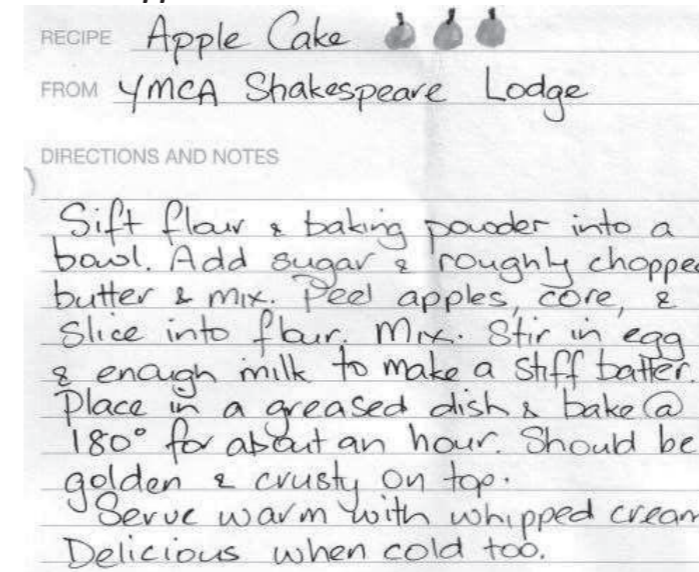 RECIPE Apple Cake
FROM YMCA Shakespeare Lodge
DIRECTIONS AND NOTES
Sift flour & baking powder into a
bowl. Add sugar & roughly choppe
butter & mix. Peel apples, core, &
slice into flour. Mix. Stir in egg
& enough milk to make a stiff batter.
Place in a greased dish & bake @
180° for about an hour. Should be
golden & crusty on top.
Serve warm with whipped cream
Delicious when cold too.